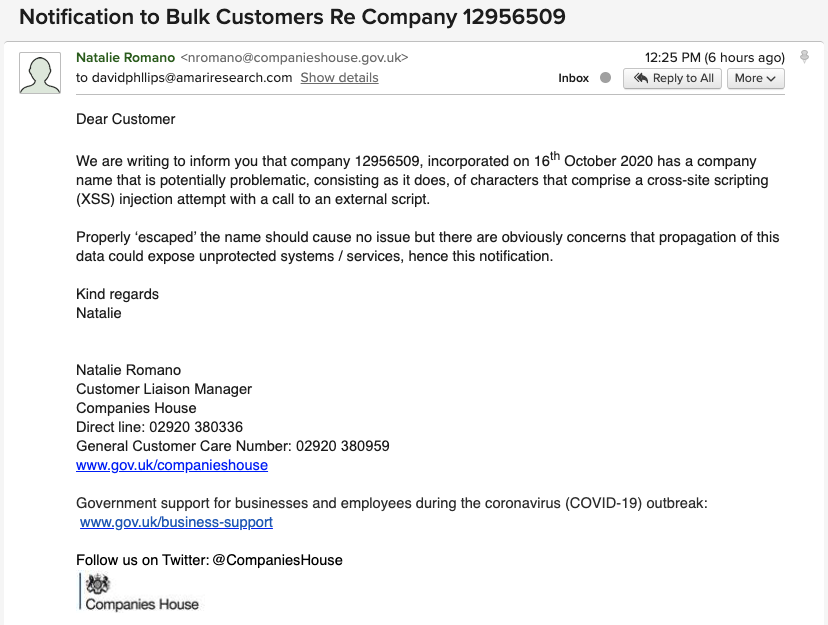 Notification to Bulk Customers Re Company 12956509
Natalie Romano <nromano@companieshouse.gov.uk>
12:25 PM (6 hours ago)
to davidphllips@amariresearch.com Show details
Inbox
Reply to All
More
Dear Customer
We are writing to inform you that company 12956509, incorporated on 16th October 2020 has a company
name that is potentially problematic, consisting as it does, of characters that comprise a cross-site scripting
(XSS) injection attempt with a call to an external script.
Properly ‘escaped’ the name should cause no issue but there are obviously concerns that propagation of this
data could expose unprotected systems / services, hence this notification.
Kind regards
Natalie
Natalie Romano
Customer Liaison Manager
Companies House
Direct line: 02920 380336
General Customer Care Number: 02920 380959
www.gov.uk/companieshouse
Government support for businesses and employees during the coronavirus (COVID-19) outbreak:
www.gov.uk/business-support
Follow us on Twitter: @CompaniesHouse
Companies House